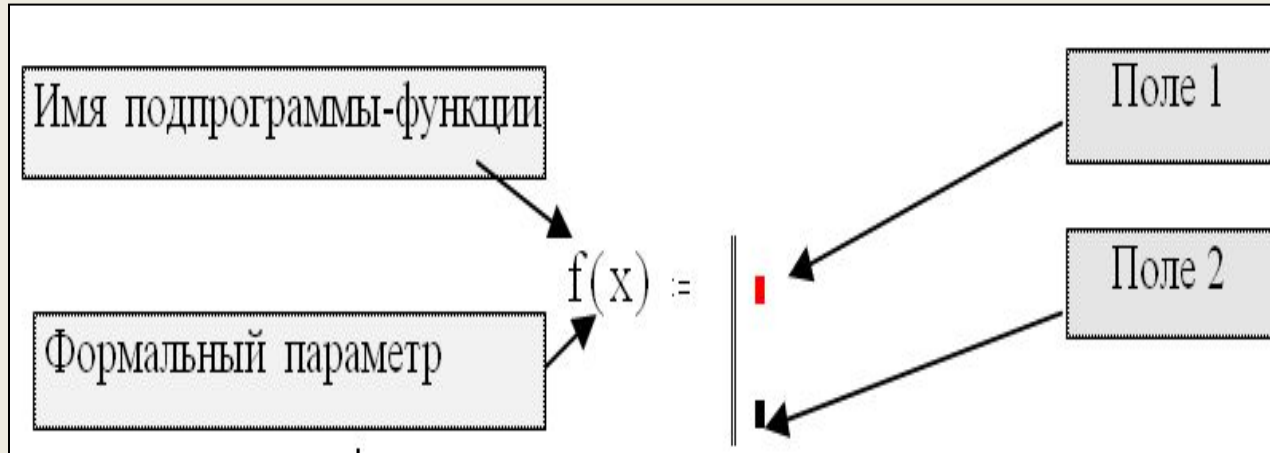 Имя подпрограммы-функции
Поле 1
f(x) :=
Поле 2
Формальный параметр